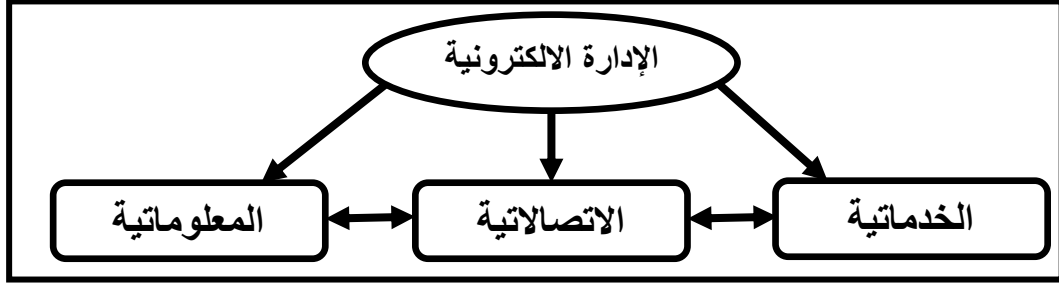 الإدارة الالكترونية
الخدماتية
الاتصالاتية
المعلوماتية